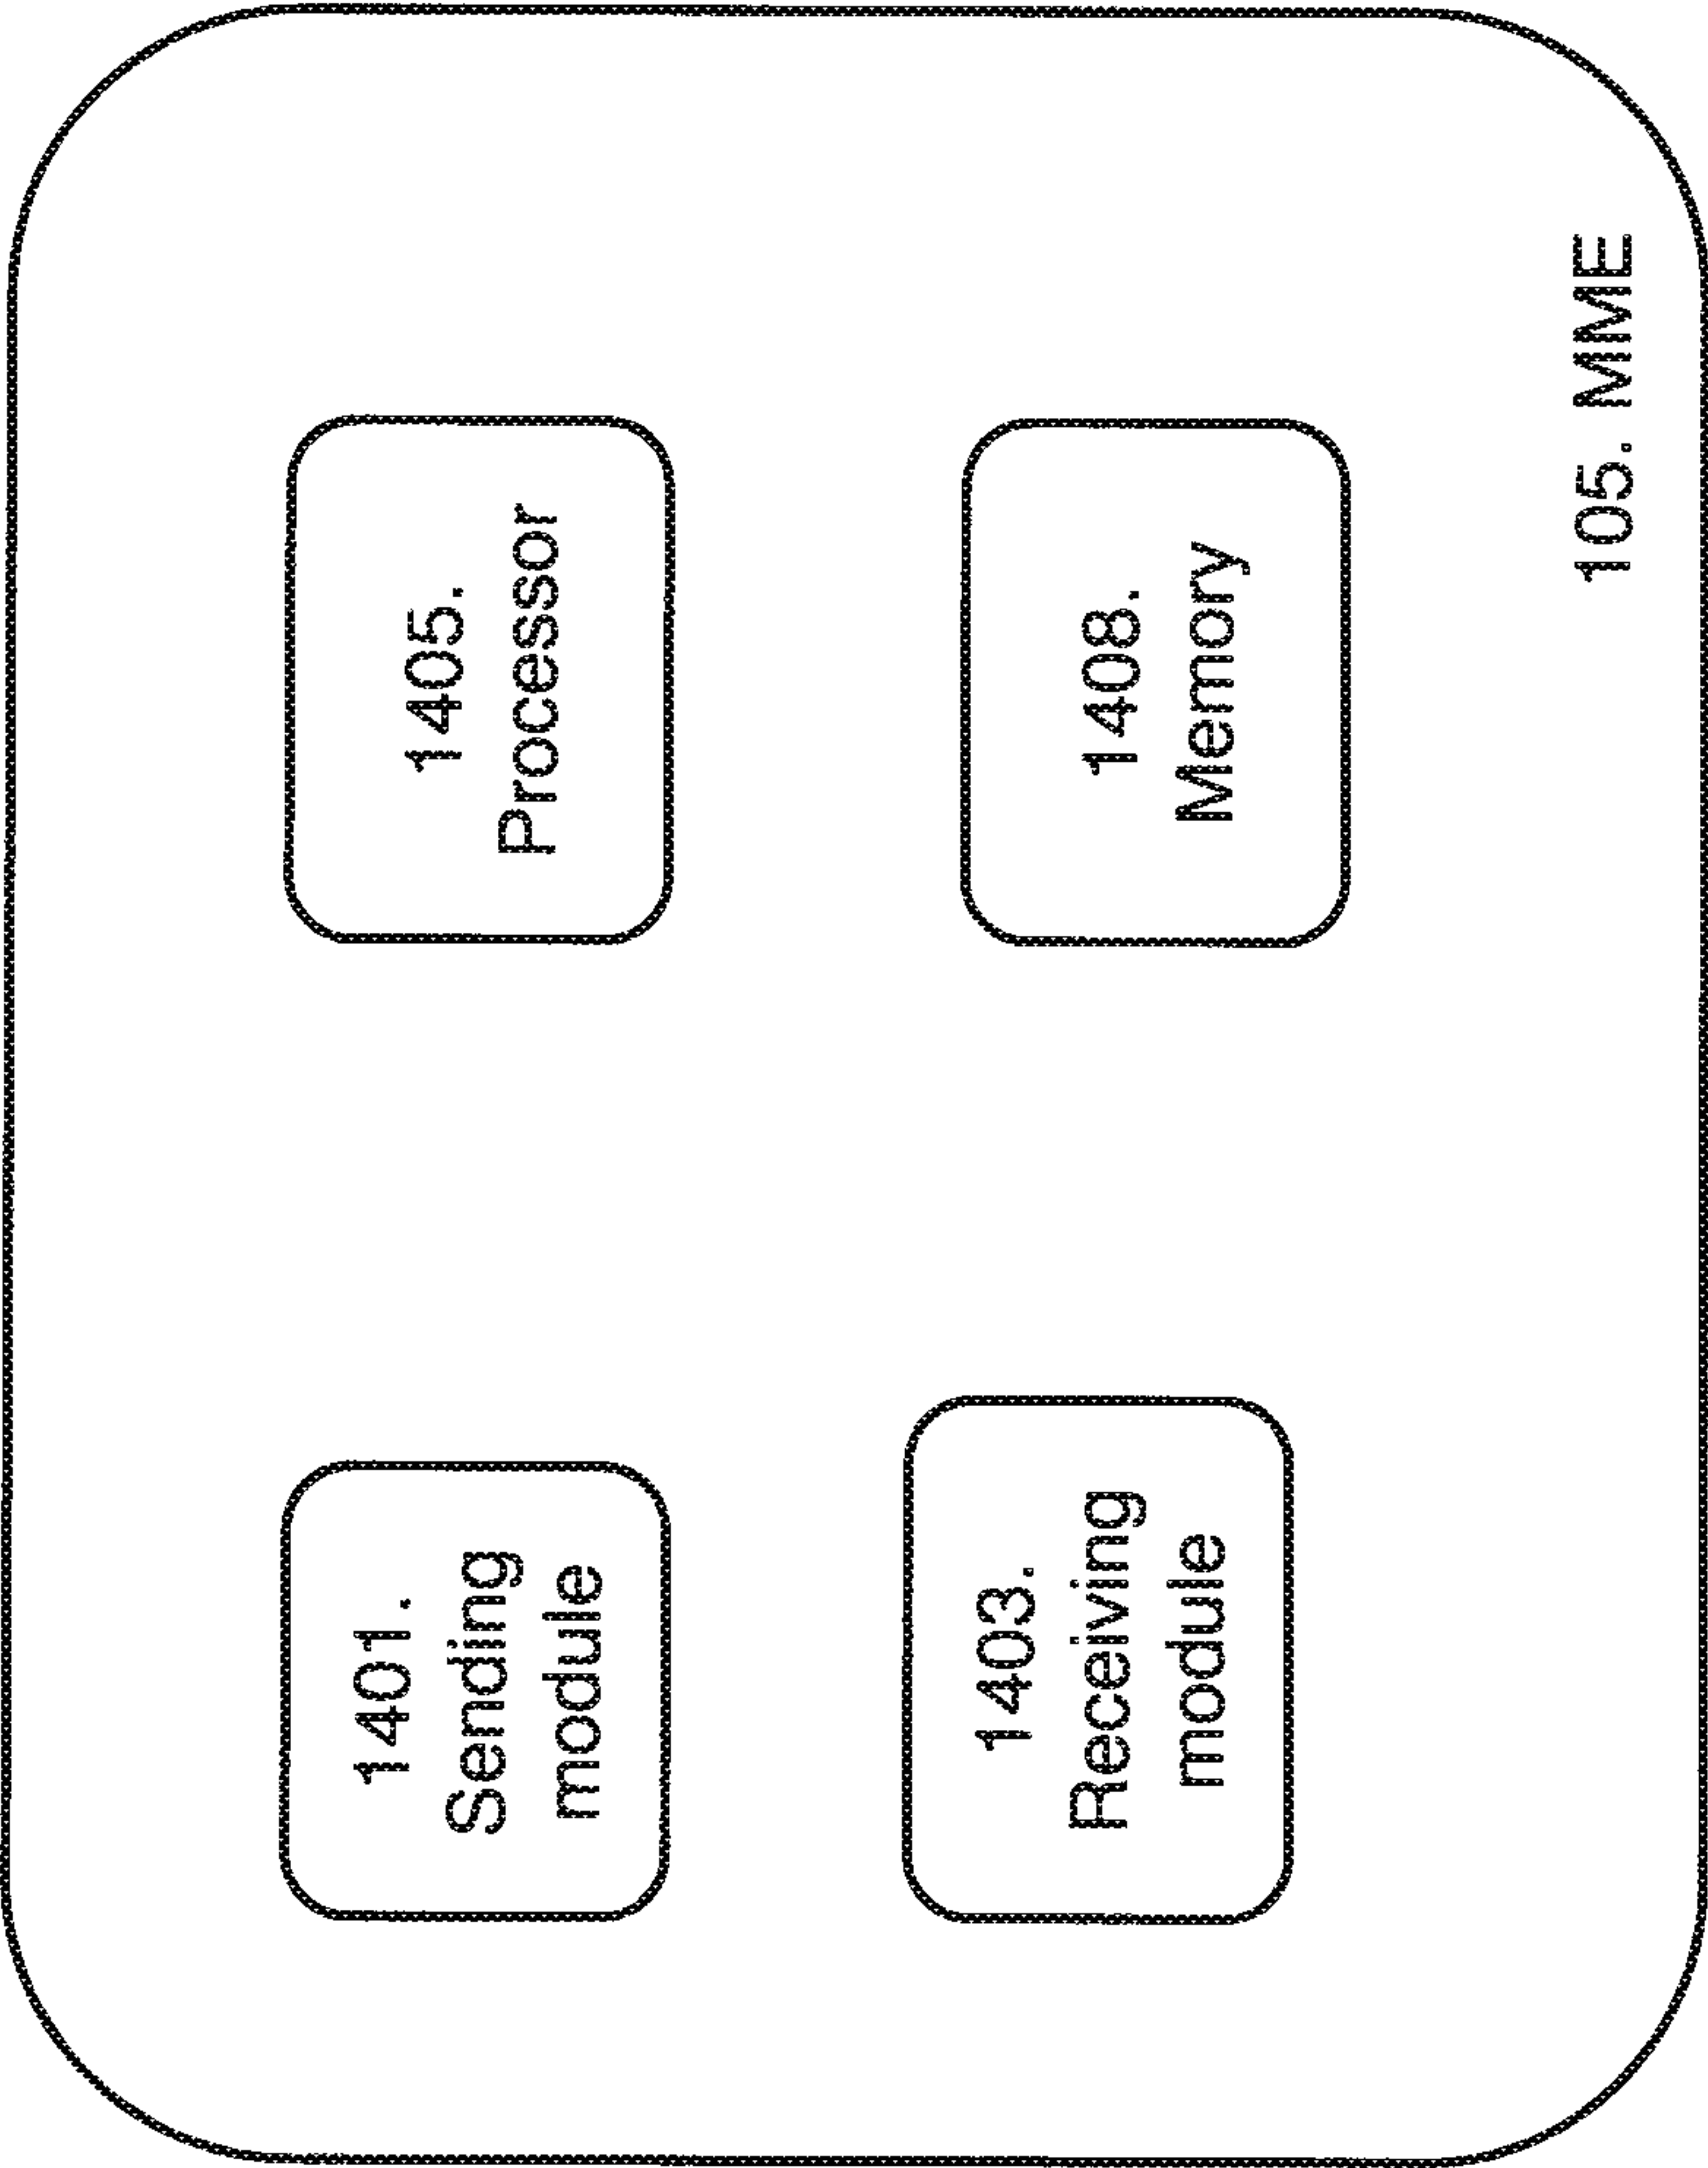 1401.
Sending
module
1405.
Processor
1403.
Receiving
module
1408.
Memory
105. MME